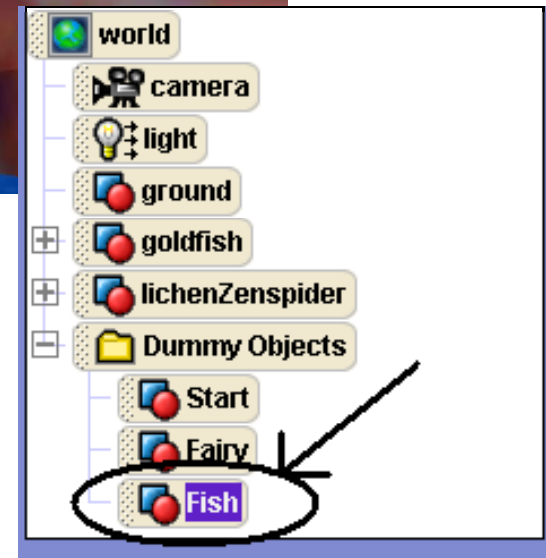 world
camera
light
ground
goldfish
lichenZenspider
Dummy Objects
Start
Fairy
Fish